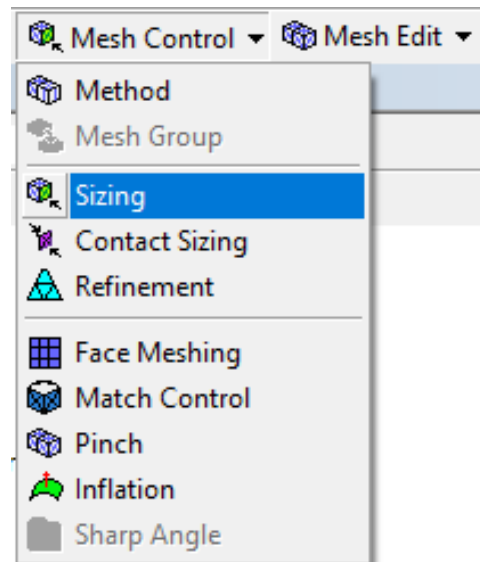 Mesh Control Mesh Edit
Method
Mesh Group
Sizing
Contact Sizing
Refinement
Face Meshing
Match Control
Pinch
Inflation
Sharp Angle